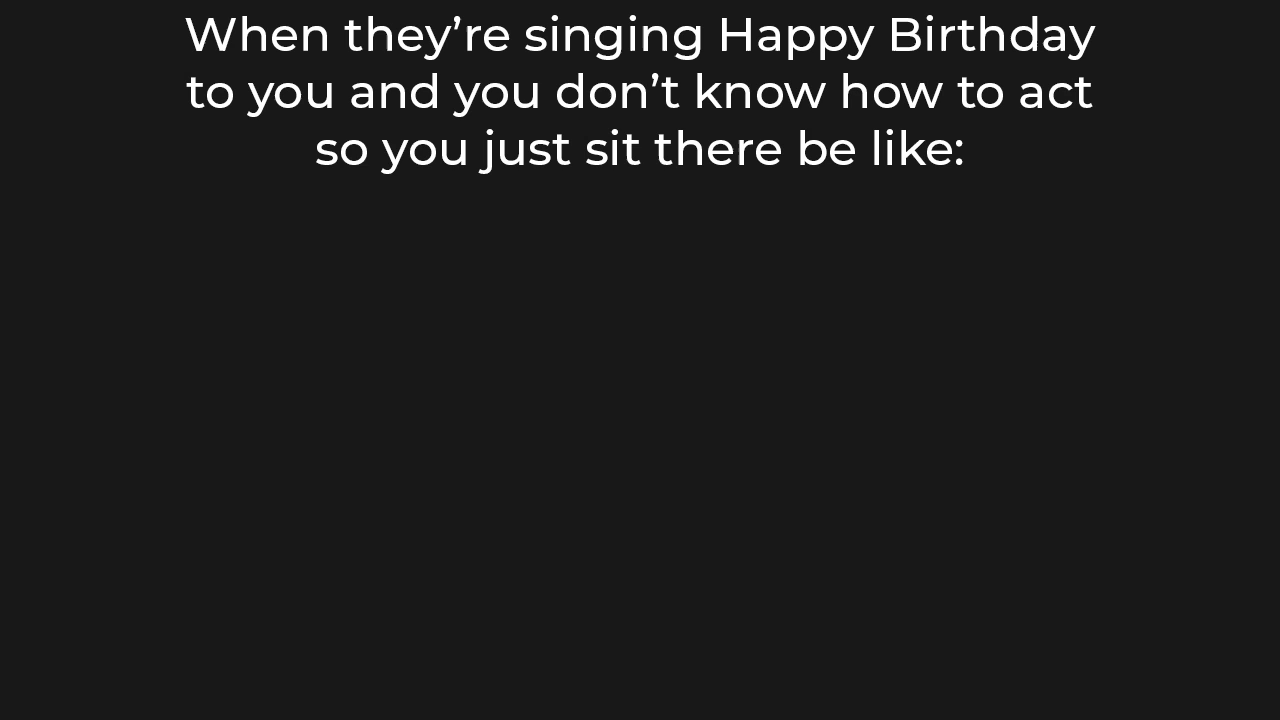 When they’re singing Happy Birthday
to you and you don’t know how to act
so you just sit there be like: